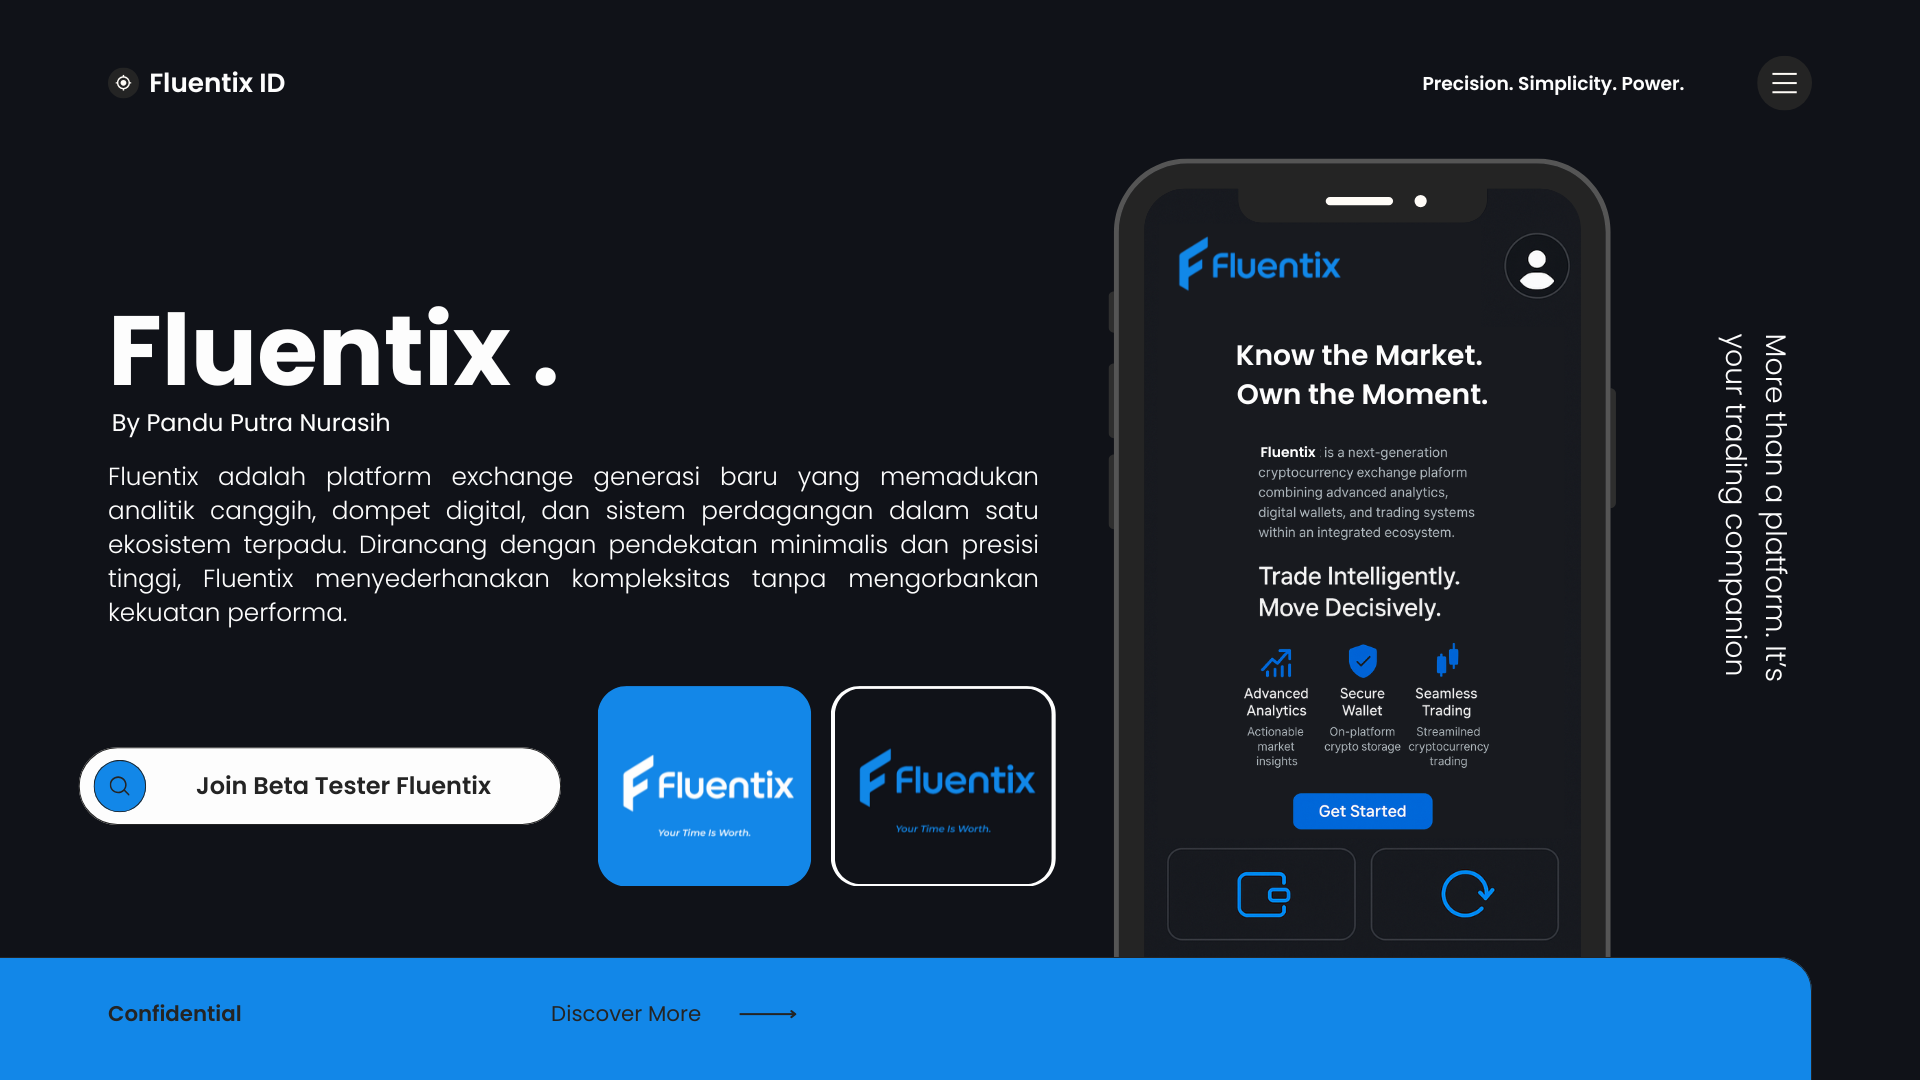 Fluentix ID
Precision. Simplicity. Power.
Fluentix .
By Pandu Putra Nurasih
Fluentix adalah platform exchange generasi baru yang memadukan
analitik canggih, dompet digital, dan sistem perdagangan dalam satu
ekosistem terpadu. Dirancang dengan pendekatan minimalis dan presisi
tinggi, Fluentix menyederhanakan kompleksitas tanpa mengorbankan
kekuatan performa.
Join Beta Tester Fluentix
Fluentix
Your Time Is Worth.
Fluentix
Your Time Is Worth.
Fluentix
Know the Market.
Own the Moment.
Fluentix is a next-generation
cryptocurrency exchange plaform
combining advanced analytics,
digital wallets, and trading systems
within an integrated ecosystem.
Trade Intelligently.
Move Decisively.
Advanced
Analytics
Actionable
market
insights
Secure
Wallet
On-platform
crypto storage
Seamless
Trading
Streamilned
cryptocurrency
trading
Get Started
More than a platform. It's
your trading companion
Confidential
Discover More